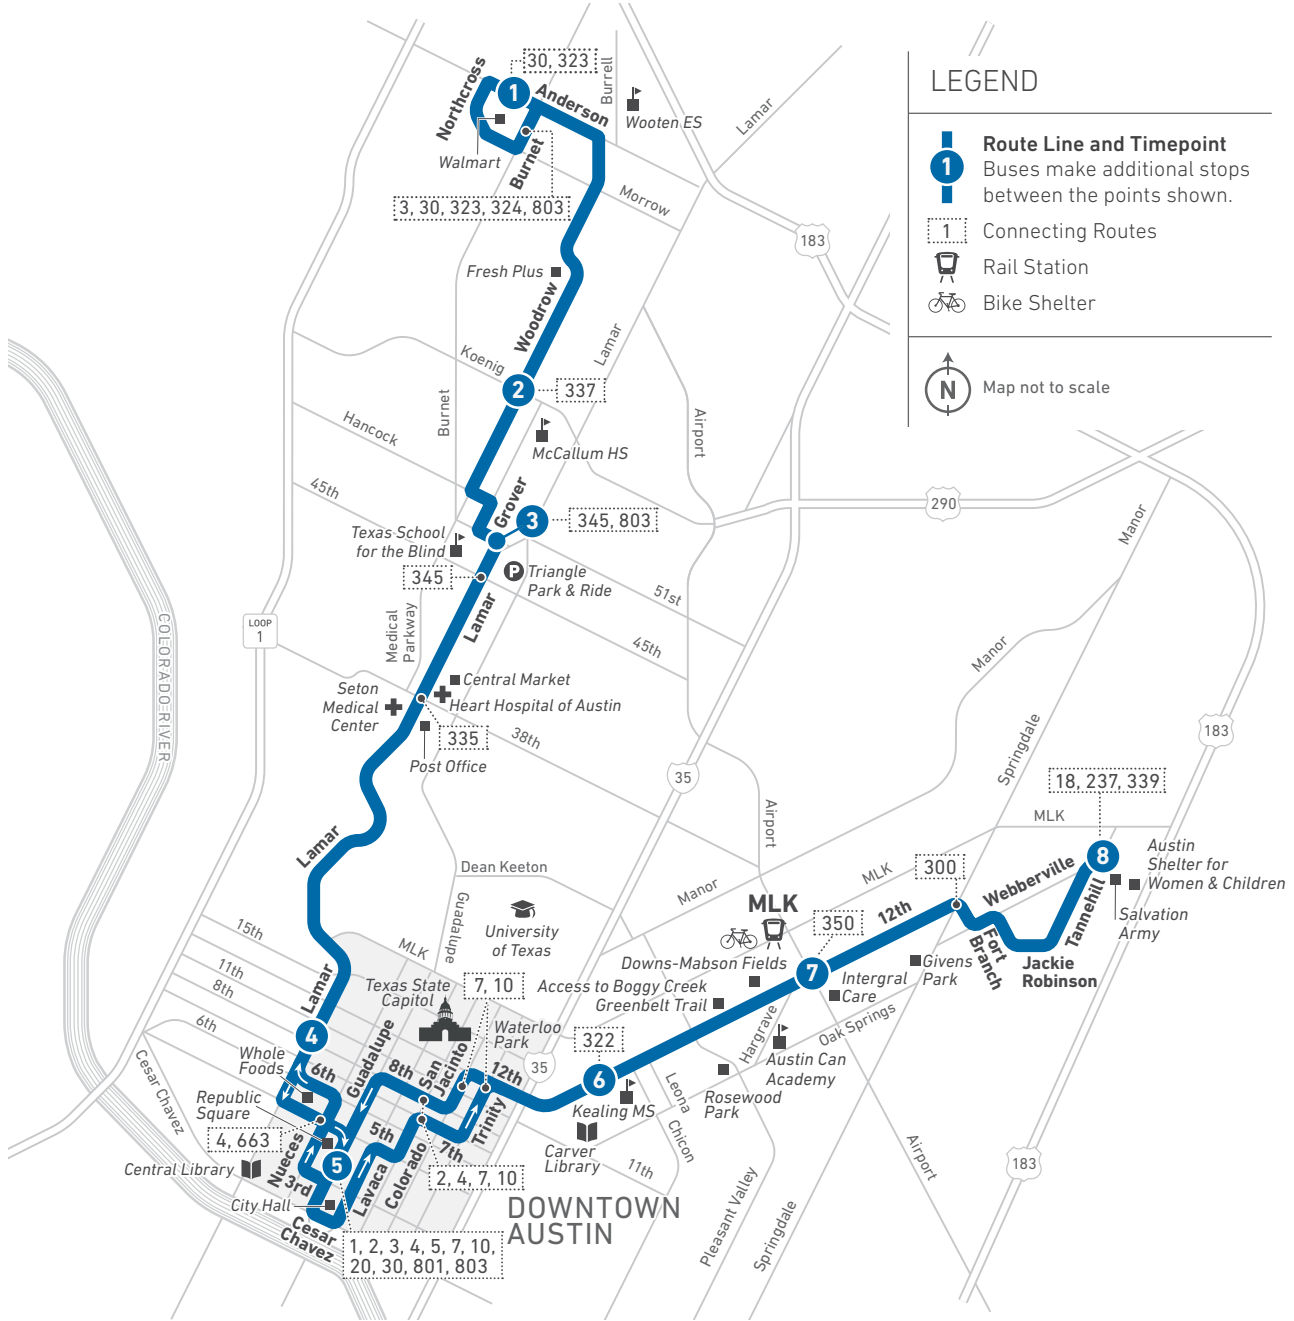 30, 323
Northcross
1
Anderson
Burrell
Wooten ES
Lamar
Walmart
Burnet
3, 30, 323, 324, 803
Morrow
183
Fresh Plus
Woodrow
Lamar
Koenig
2
337
Burnet
Airport
Hancock
McCallum HS
45th
Grover
3
345, 803
290
Manor
Texas School
for the Blind
345
P
Triangle
Park & Ride
51st
Medical
Parkway
Lamar
45th
LOOP
1
COLORADO RIVER
Manor
Central Market
Seton
Medical
Center
Heart Hospital of Austin
335
38th
Post Office
Springdale
183
35
18, 237, 339
Airport
MLK
Lamar
Dean Keeton
8
Austin
Shelter for
Women & Children
300
Webberville
MLK
Manor
Guadalupe
MLK
12th
Tannehill
Salvation
Army
350
15th
MLK
University
of Texas
Fort
Branch
11th
Downs-Mabson Fields
7
Givens
Park
Jackie
Robinson
8th
Lamar
Texas State
Capitol
7, 10
Access to Boggy Creek
Greenbelt Trail
Intergral
Care
6th
4
Waterloo
Park
Hargrave
Oak Springs
322
Whole
Foods
6th
Guadalupe
8th
San
Jacinto
12th
35
Austin Can
Academy
Cesar Chavez
6
Republic
Square
Kealing MS
Leona
Rosewood
Park
4, 663
5th
Trinity
Chicon
Airport
Nueces
7th
Carver
Library
11th
Central Library
5
3rd
Lavaca
Colorado
2, 4, 7, 10
183
City Hall
DOWNTOWN
AUSTIN
Pleasant Valley
Springdale
Cesar
Chavez
1, 2, 3, 4, 5, 7, 10,
20, 30, 801, 803
LEGEND
1
Route Line and Timepoint
Buses make additional stops
between the points shown.
1
Connecting Routes
Rail Station
Bike Shelter
N
Map not to scale